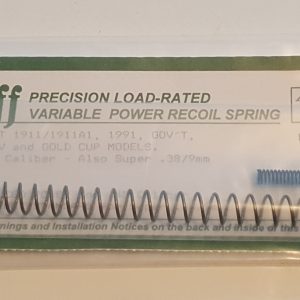 ff PRECISION LOAD-RATED
VARIABLE POWER RECOIL SPRING
T 1911/1911A1, 1991, GOV'T,
and GOLD CUP MODELS.
Caliber - Also Super .38/9mm
nings and Installation Notices on the back and inside of this